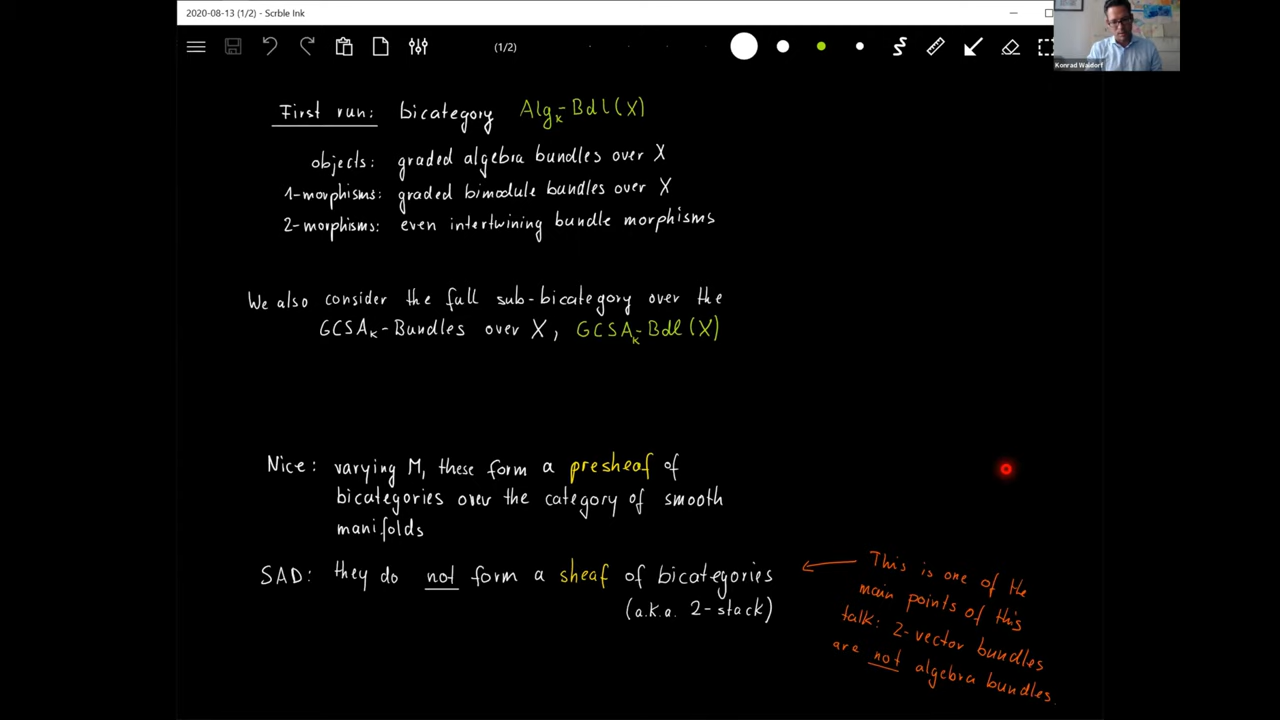 2020-08-13 (1/2) - Scrble Ink
(1/2)
Konrad Waldorf
First run: bicategory Algₖ-Bdl(X)
objects: graded algebra bundles over X
1-morphisms: graded bimodule bundles over X
2-morphisms: even intertwining bundle morphisms
We also consider the full sub-bicategory over the
GCSAₖ-Bundles over X, GCSAₖ-Bdl(X)
Nice: varying M, these form a presheaf of
bicategories over the category of smooth
manifolds
SAD: they do not form a sheaf of bicategories
(a.k.a. 2-stack)
This is one of the
main points of this
talk: 2-vector bundles
are not algebra bundles.